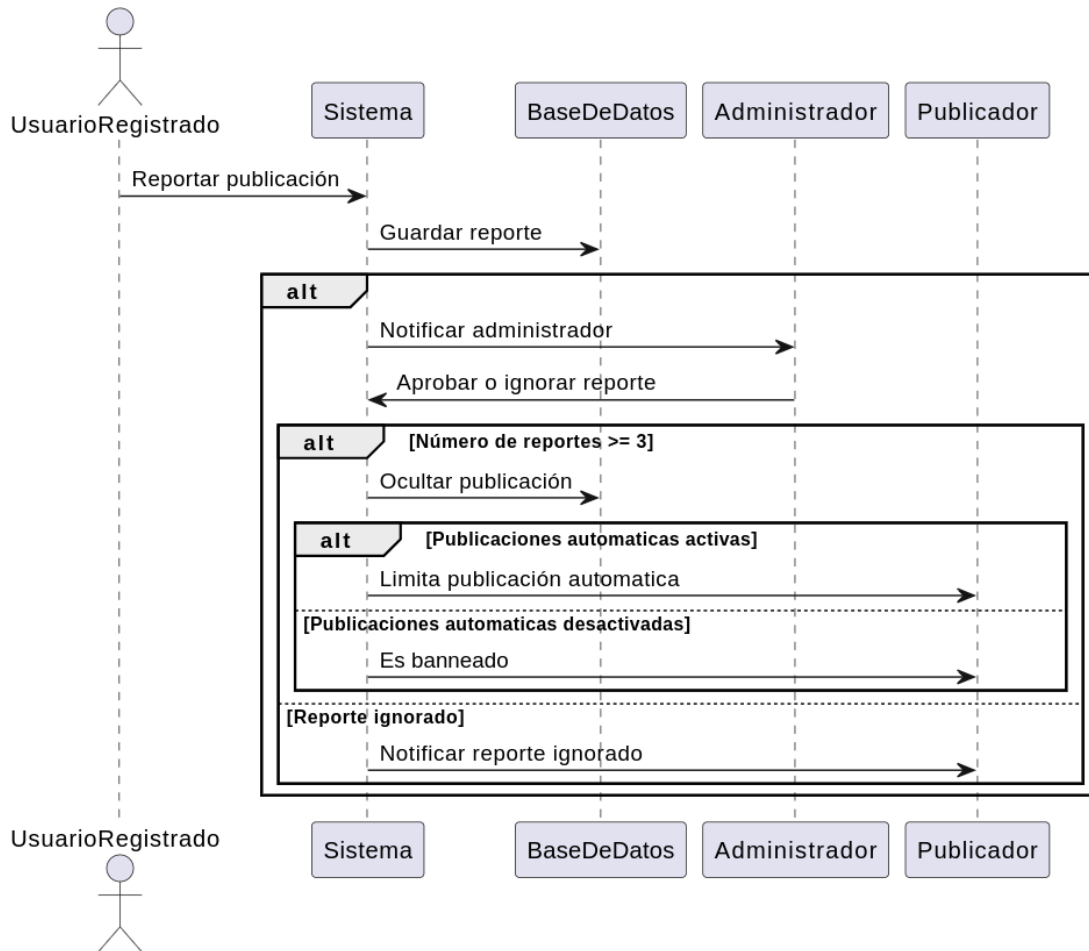 UsuarioRegistrado
Sistema
BaseDeDatos
Administrador
Publicador
Reportar publicación
Guardar reporte
alt
Notificar administrador
Aprobar o ignorar reporte
alt [Número de reportes >= 3]
Ocultar publicación
alt [Publicaciones automaticas activas]
Limita publicación automatica
[Publicaciones automaticas desactivadas]
Es banneado
[Reporte ignorado]
Notificar reporte ignorado
UsuarioRegistrado
Sistema
BaseDeDatos
Administrador
Publicador